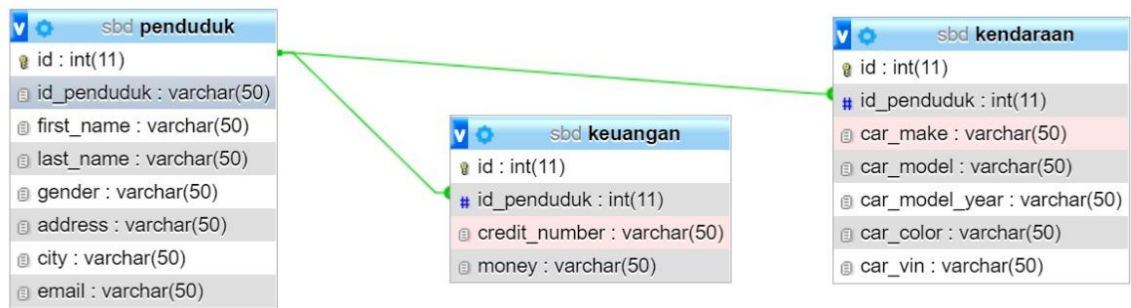 v sbd penduduk
id : int(11)
id_penduduk : varchar(50)
first_name : varchar(50)
last_name : varchar(50)
gender : varchar(50)
address : varchar(50)
city : varchar(50)
email : varchar(50)
v sbd keuangan
id : int(11)
# id_penduduk : int(11)
credit_number : varchar(50)
money : varchar(50)
v sbd kendaraan
id : int(11)
# id_penduduk : int(11)
car_make : varchar(50)
car_model : varchar(50)
car_model_year : varchar(50)
car_color : varchar(50)
car_vin : varchar(50)